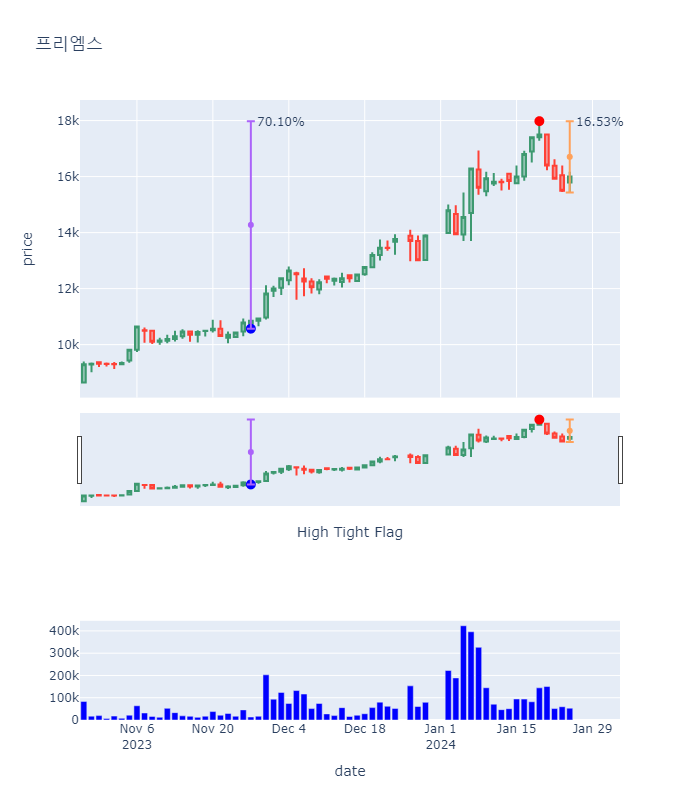 프리엠스
70.10%
16.53%
18k
16k
14k
12k
10k
price
High Tight Flag
400k
300k
200k
100k
0
Nov 6 Nov 20 Dec 4 Dec 18 Jan 1 Jan 15 Jan 29
2023 2024
date